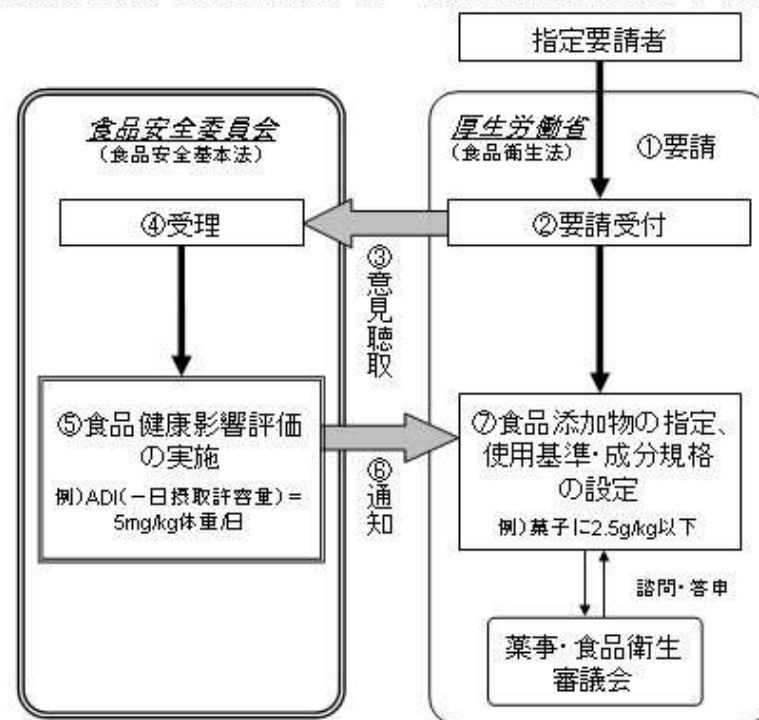 指定要請者
食品安全委員会
(食品安全基本法)
厚生労働省
(食品衛生法)
①要請
④受理
②要請受付
③意見聴取
⑤食品健康影響評価
の実施
例)ADI(一日摂取許容量)=
5mg/kg体重/日
⑥通知
⑦食品添加物の指定、
使用基準・成分規格
の設定
例)菓子に2.5g/kg以下
諮問・答申
薬事・食品衛生
審議会